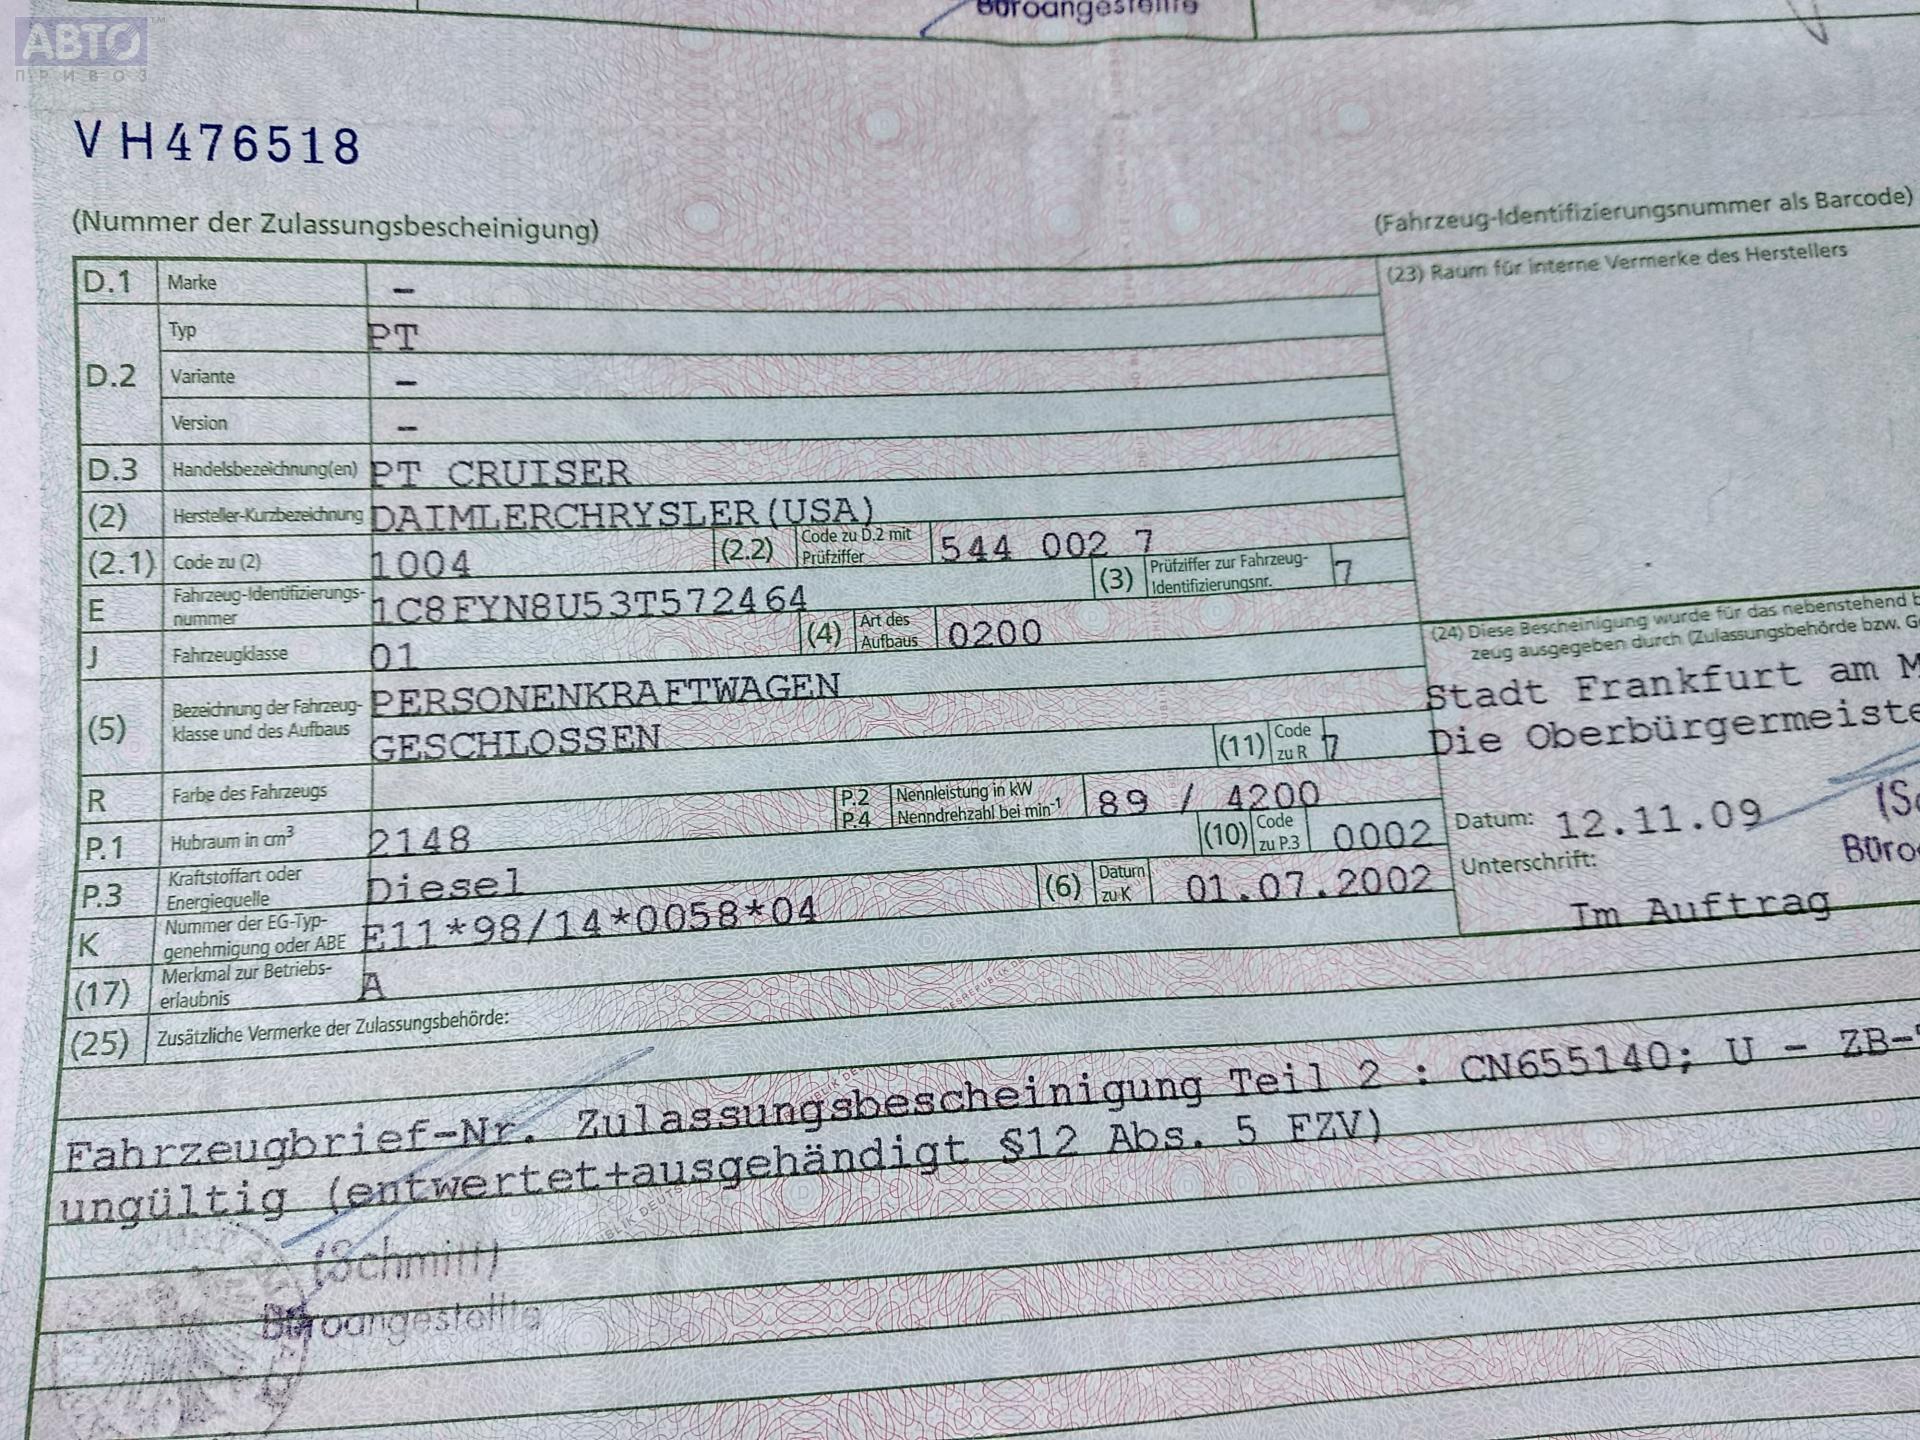 АВТО™
ПРИВОЗ
Büroangestellte
VH476518
(Nummer der Zulassungsbescheinigung)
(Fahrzeug-Identifizierungsnummer als Barcode)
D.1 Marke –
D.2 Typ PT
Variante –
Version –
D.3 Handelsbezeichnung(en) PT CRUISER
(2) Hersteller-Kurzbezeichnung DAIMLERCHRYSLER(USA)
(2.1) Code zu (2) 1004 (2.2) Code zu D.2 mit Prüfziffer 544 002 7
E Fahrzeug-Identifizierungs-nummer 1C8FYN8U53T572464 (3) Prüfziffer zur Fahrzeug-Identifizierungsnr. 7
J Fahrzeugklasse 01 (4) Art des Aufbaus 0200
(5) Bezeichnung der Fahrzeug-klasse und des Aufbaus PERSONENKRAFTWAGEN
GESCHLOSSEN
R Farbe des Fahrzeugs (11) Code zu R 7
P.1 Hubraum in cm³ 2148 P.2 P.4 Nennleistung in kW Nenndrehzahl bei min⁻¹ 89 / 4200
P.3 Kraftstoffart oder Energiequelle Diesel (10) Code zu P.3 0002
K Nummer der EG-Typ-genehmigung oder ABE E11*98/14*0058*04 (6) Datum zu K 01.07.2002
(17) Merkmal zur Betriebs-erlaubnis A
(23) Raum für interne Vermerke des Herstellers
(24) Diese Bescheinigung wurde für das nebenstehend b
zeug ausgegeben durch (Zulassungsbehörde bzw. G
Stadt Frankfurt am M
Die Oberbürgermeiste
(Sc
Datum: 12.11.09
Büro
Unterschrift:
Im Auftrag
(25) Zusätzliche Vermerke der Zulassungsbehörde:
Fahrzeugbrief-Nr. Zulassungsbescheinigung Teil 2 : CN655140; U - ZB-
ungültig (entwertet+ausgehändigt §12 Abs. 5 FZV)
(Schmitt)
Büroangestellte